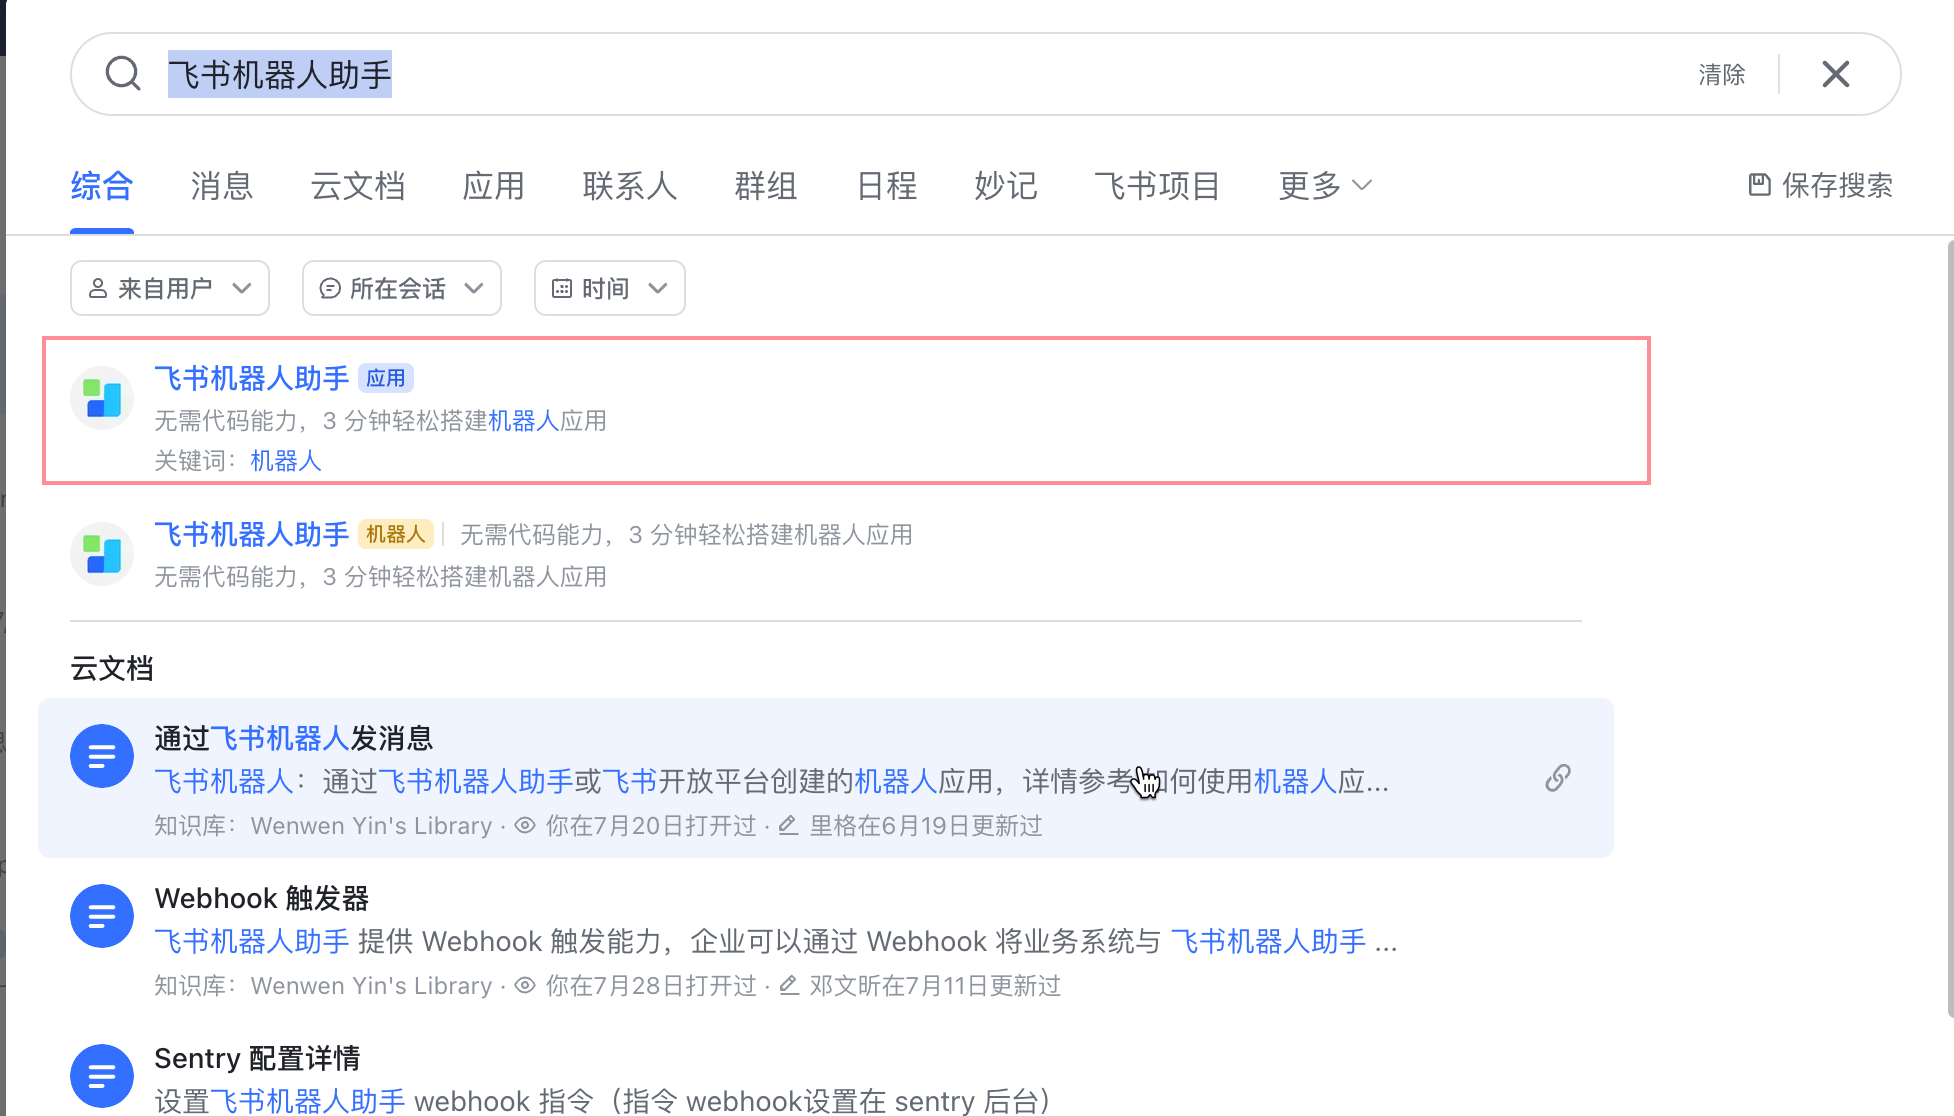 飞书机器人助手 清除
综合 消息 云文档 应用 联系人 群组 日程 妙记 飞书项目 更多 保存搜索
来自用户 所在会话 时间
飞书机器人助手 应用
无需代码能力，3 分钟轻松搭建机器人应用
关键词：机器人
飞书机器人助手 机器人 无需代码能力，3 分钟轻松搭建机器人应用
无需代码能力，3 分钟轻松搭建机器人应用
云文档
通过飞书机器人发消息
飞书机器人：通过飞书机器人助手或飞书开放平台创建的机器人应用，详情参考如何使用机器人应...
知识库：Wenwen Yin's Library · 你在7月20日打开过 · 里格在6月19日更新过
Webhook 触发器
飞书机器人助手 提供 Webhook 触发能力，企业可以通过 Webhook 将业务系统与 飞书机器人助手 ...
知识库：Wenwen Yin's Library · 你在7月28日打开过 · 邓文昕在7月11日更新过
Sentry 配置详情
设置飞书机器人助手 webhook 指令（指令 webhook设置在 sentry 后台）